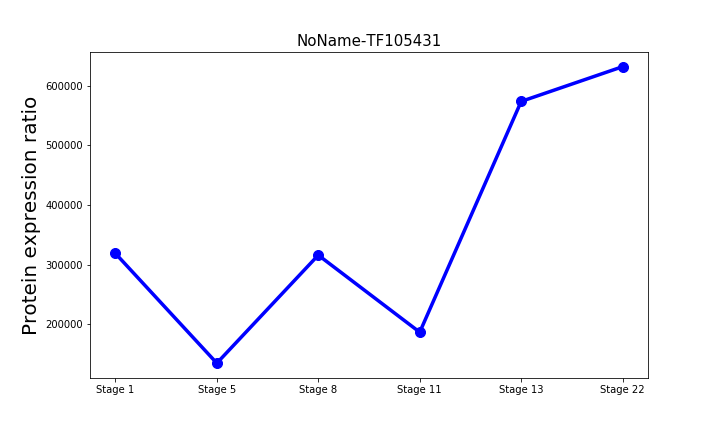 NoName-TF105431
Protein expression ratio
600000
500000
400000
300000
200000
Stage 1 Stage 5 Stage 8 Stage 11 Stage 13 Stage 22